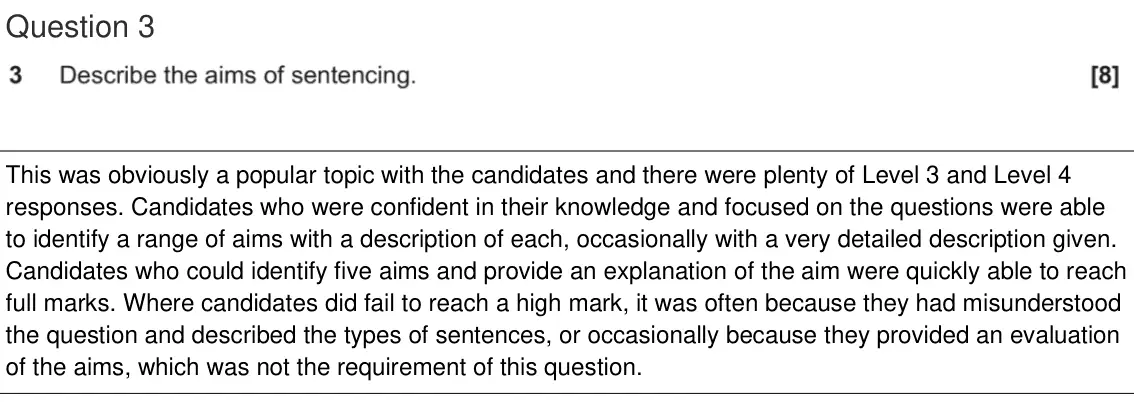 Question 3
3 Describe the aims of sentencing. [8]
This was obviously a popular topic with the candidates and there were plenty of Level 3 and Level 4
responses. Candidates who were confident in their knowledge and focused on the questions were able
to identify a range of aims with a description of each, occasionally with a very detailed description given.
Candidates who could identify five aims and provide an explanation of the aim were quickly able to reach
full marks. Where candidates did fail to reach a high mark, it was often because they had misunderstood
the question and described the types of sentences, or occasionally because they provided an evaluation
of the aims, which was not the requirement of this question.